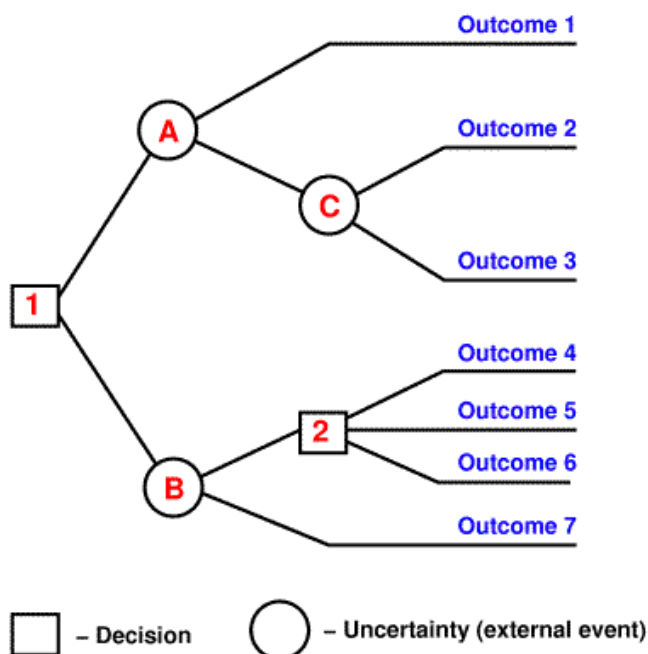 Outcome 1
A
Outcome 2
C
Outcome 3
1
Outcome 4
Outcome 5
2
Outcome 6
B
Outcome 7
– Decision
– Uncertainty (external event)